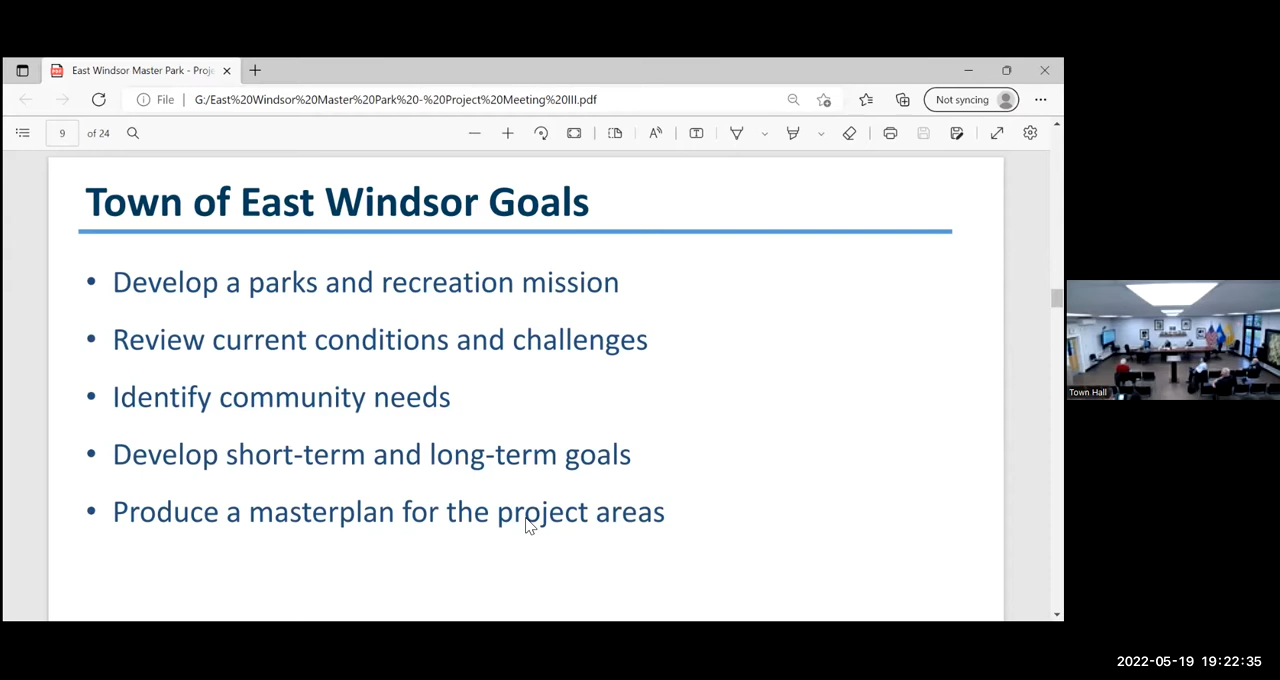 East Windsor Master Park - Proje
File
G:/East%20Windsor%20Master%20Park%20-%20Project%20Meeting%20III.pdf
Not syncing
9 of 24
Town of East Windsor Goals
• Develop a parks and recreation mission
• Review current conditions and challenges
• Identify community needs
• Develop short-term and long-term goals
• Produce a masterplan for the project areas
Town Hall
2022-05-19 19:22:35